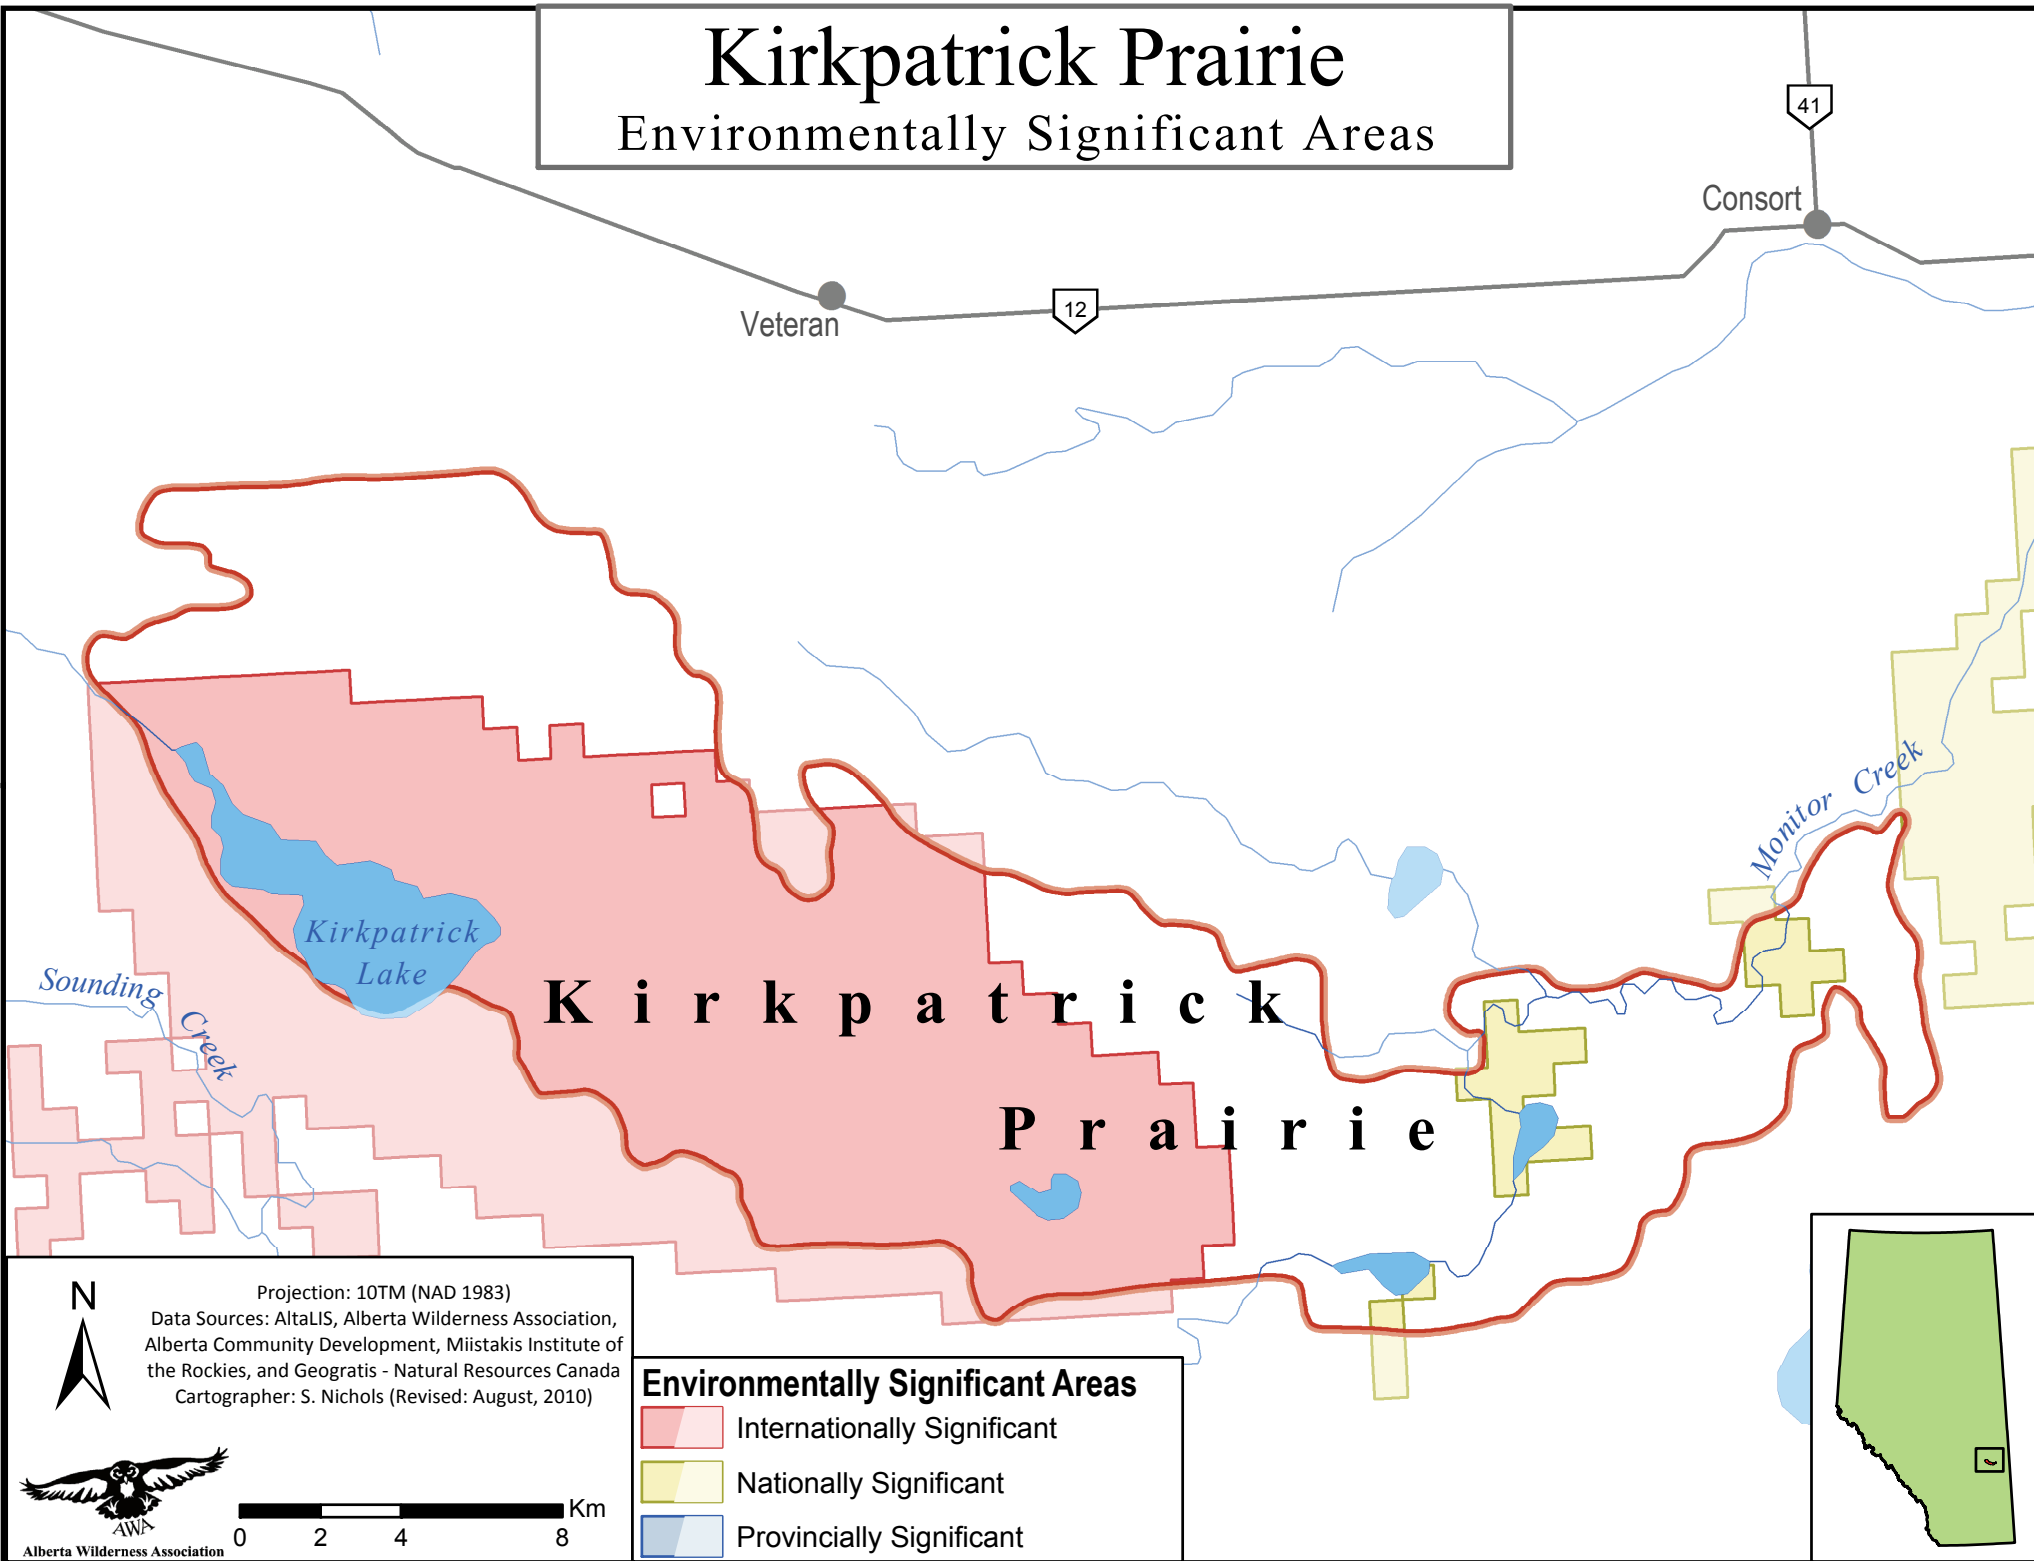 Kirkpatrick Prairie
Environmentally Significant Areas
41
Consort
12
Veteran
Monitor Creek
Kirkpatrick
Lake
Sounding
Creek
Kirkpatrick
Prairie
N
Projection: 10TM (NAD 1983)
Data Sources: AltaLIS, Alberta Wilderness Association,
Alberta Community Development, Miistakis Institute of
the Rockies, and Geogratis - Natural Resources Canada
Cartographer: S. Nichols (Revised: August, 2010)
AWA
Alberta Wilderness Association
Km
0 2 4 8
Environmentally Significant Areas
Internationally Significant
Nationally Significant
Provincially Significant